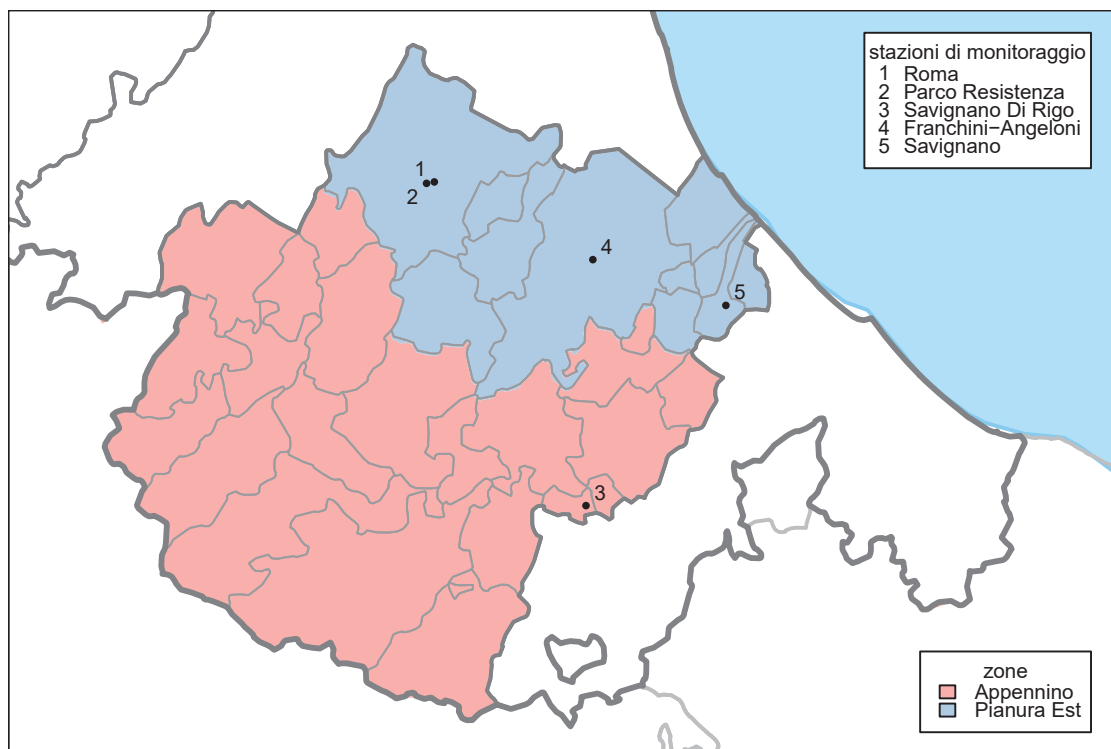 stazioni di monitoraggio
1 Roma
2 Parco Resistenza
3 Savignano Di Rigo
4 Franchini−Angeloni
5 Savignano
1
2
4
5
3
zone
Appennino
Pianura Est